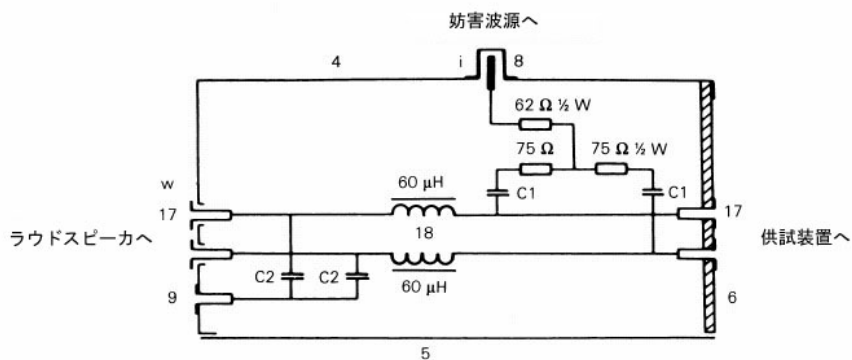 妨害波源へ
4
i
8
62 Ω ½ W
75 Ω
75 Ω ½ W
w
60 μH
C1
C1
17
17
ラウドスピーカへ
18
供試装置へ
C2
C2
60 μH
9
6
5